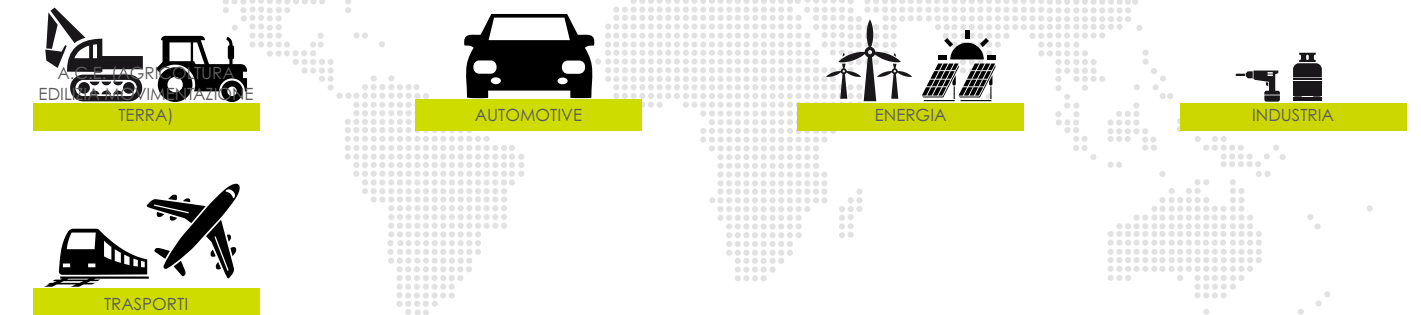 A.C.E. (AGRICOLTURA
EDILIZIA MOVIMENTAZIONE
TERRA)
AUTOMOTIVE
ENERGIA
INDUSTRIA
TRASPORTI